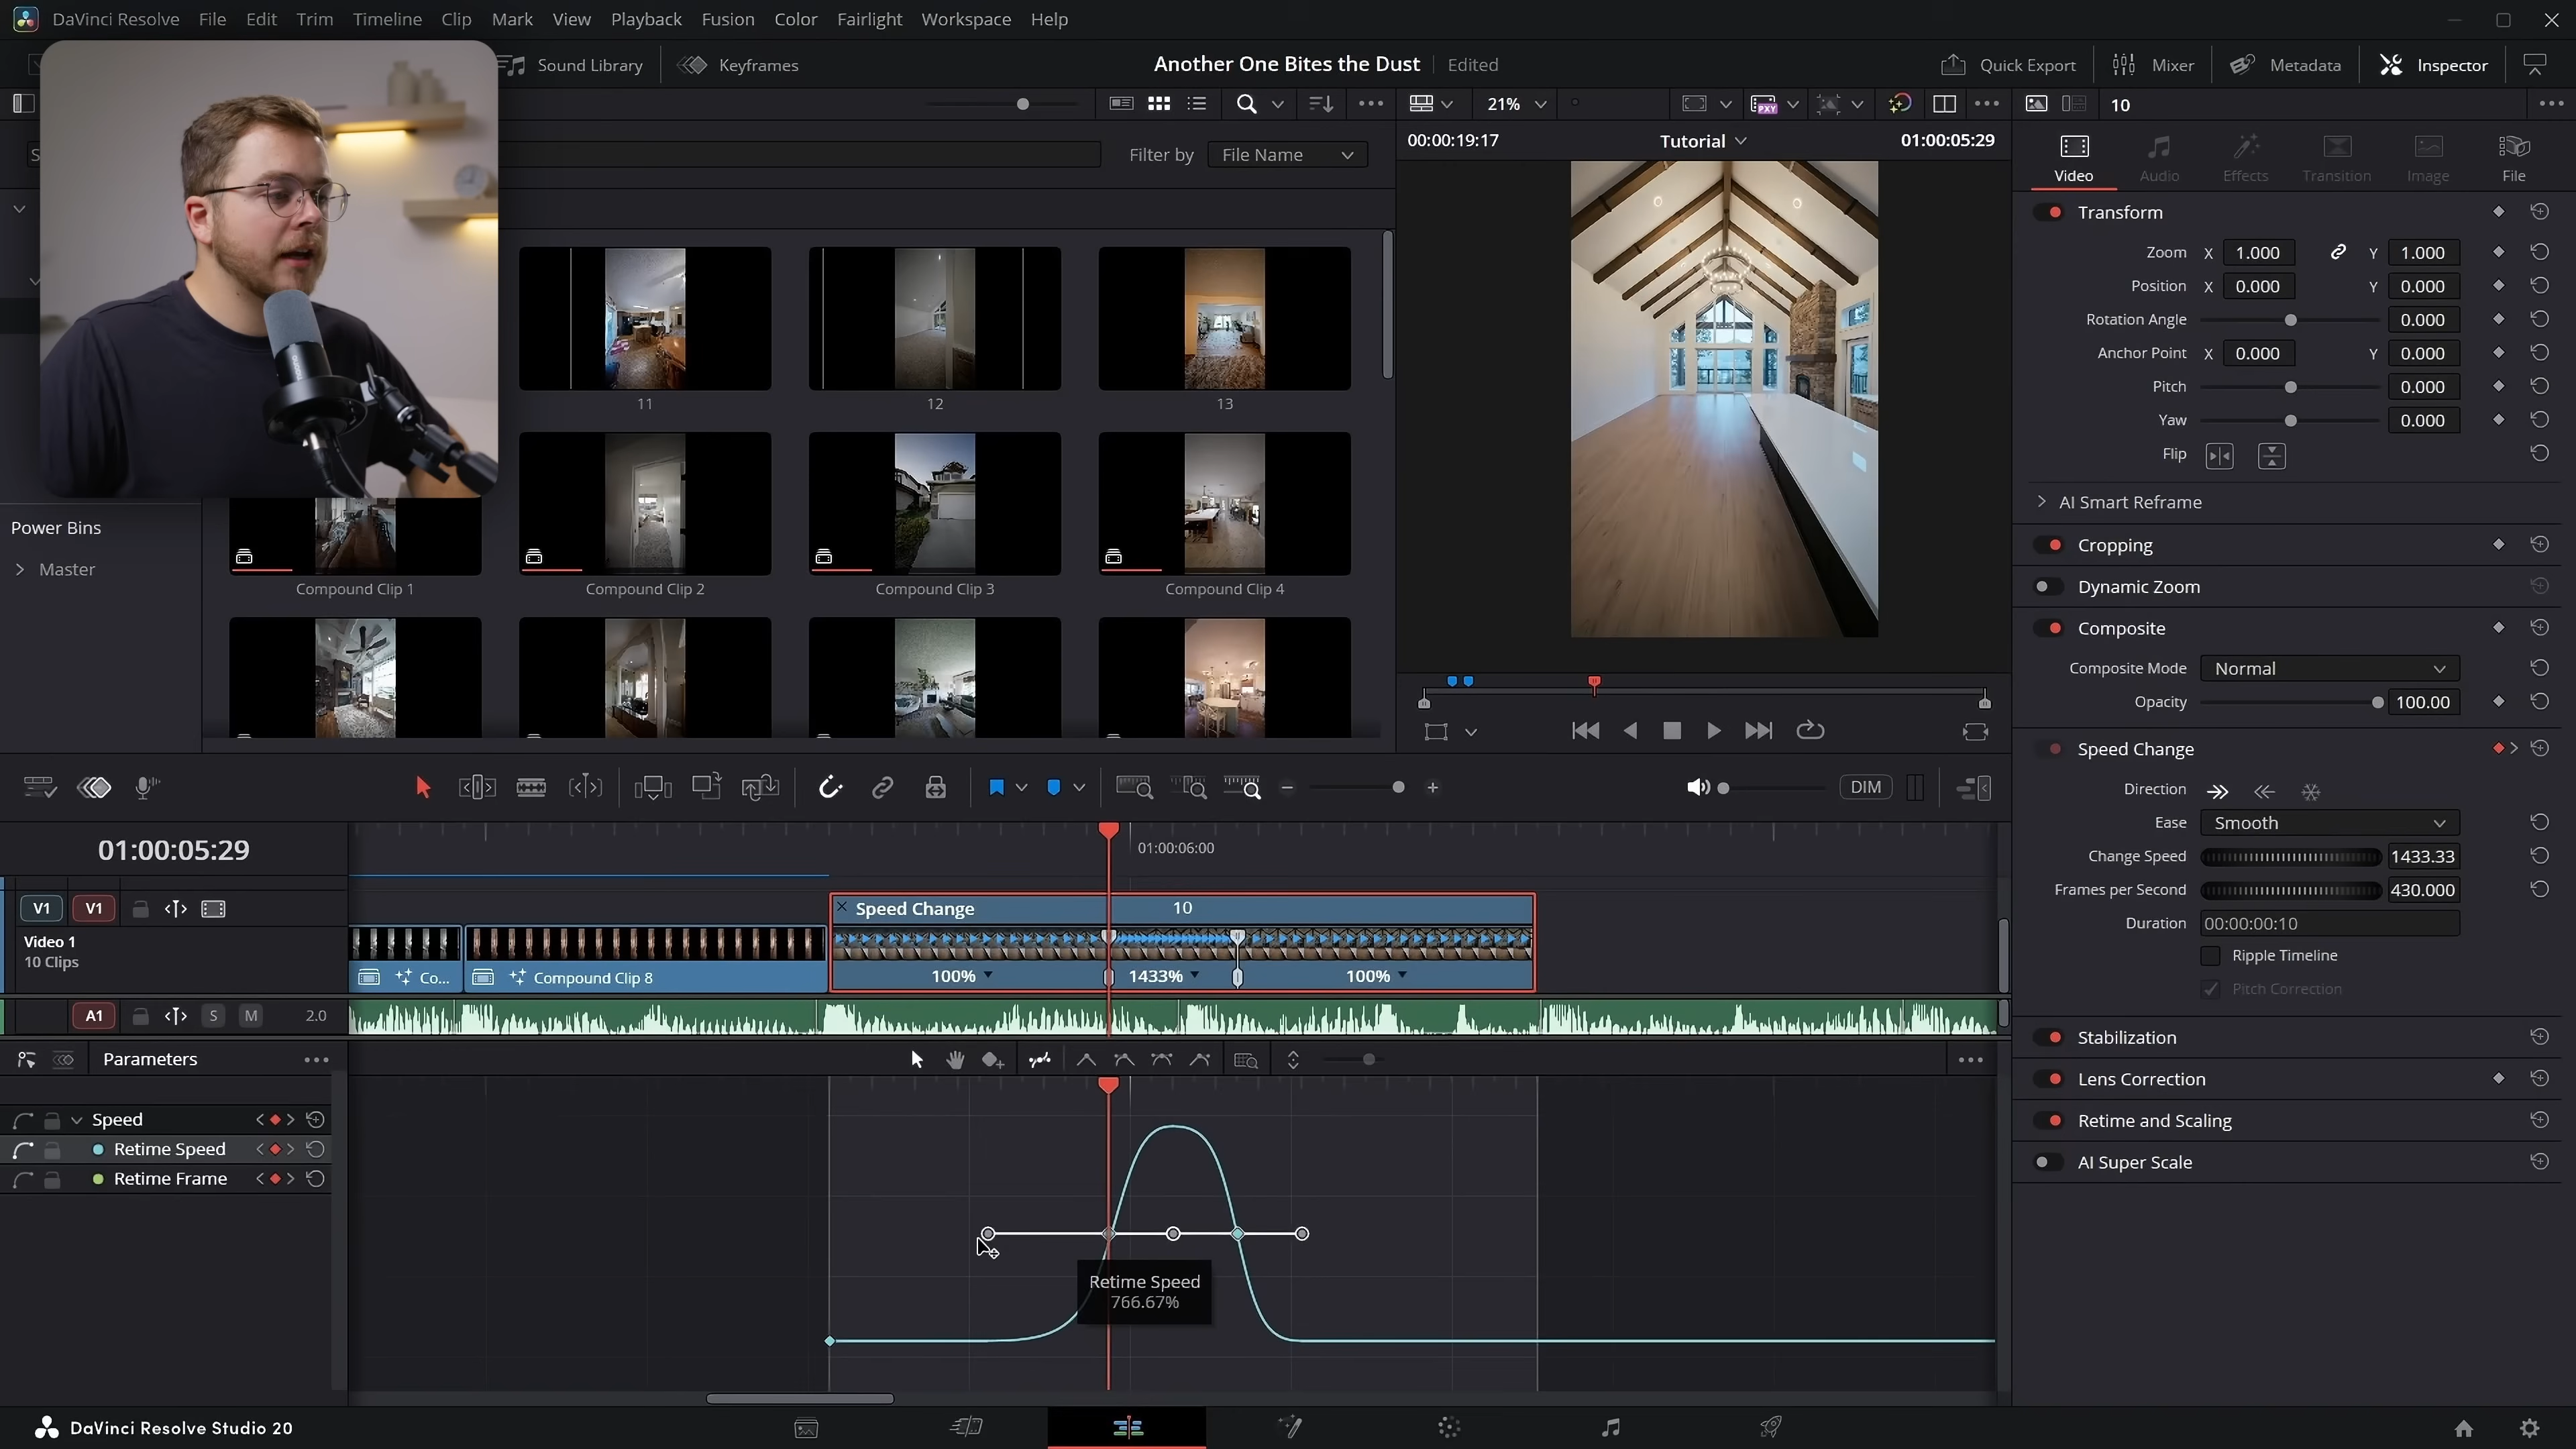 DaVinci Resolve File Edit Trim Timeline Clip Mark View Playback Fusion Color Fairlight Workspace Help
Sound Library Keyframes Another One Bites the Dust Edited Quick Export Mixer Metadata Inspector
21% PXY 10
S Filter by File Name
00:00:19:17 Tutorial 01:00:05:29
Video Audio Effects Transition Image File
11 12 13
Compound Clip 1 Compound Clip 2 Compound Clip 3 Compound Clip 4
Power Bins
Master
Transform
Zoom X 1.000 Y 1.000
Position X 0.000 Y 0.000
Rotation Angle 0.000
Anchor Point X 0.000 Y 0.000
Pitch 0.000
Yaw 0.000
Flip
AI Smart Reframe
Cropping
Dynamic Zoom
Composite
Composite Mode Normal
Opacity 100.00
Speed Change
Direction
Ease Smooth
Change Speed 1433.33
Frames per Second 430.000
Duration 00:00:00:10
Ripple Timeline
Pitch Correction
Stabilization
Lens Correction
Retime and Scaling
AI Super Scale
DIM
01:00:05:29 01:00:06:00
V1 V1
Video 1
10 Clips
Co... Compound Clip 8
Speed Change 10
100% 1433% 100%
A1 S M 2.0
Parameters
Speed
Retime Speed
Retime Frame
Retime Speed
766.67%
DaVinci Resolve Studio 20